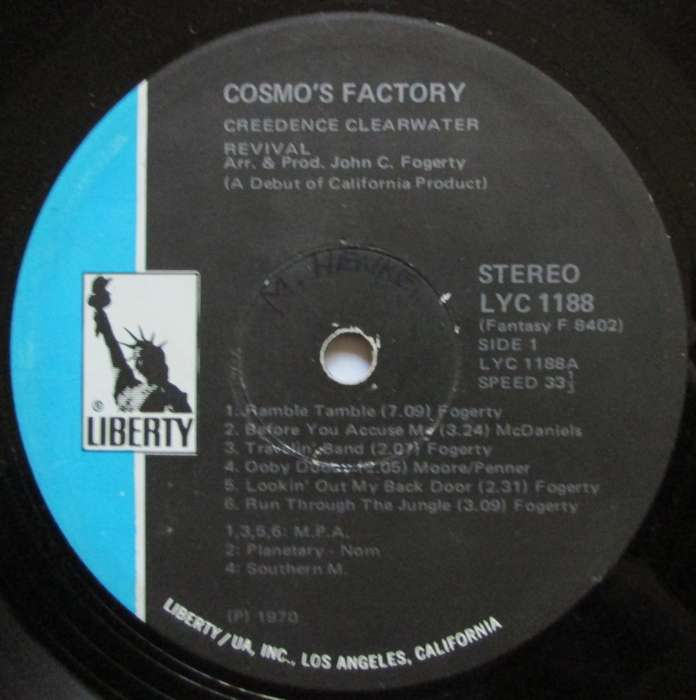 COSMO'S FACTORY
CREEDENCE CLEARWATER
REVIVAL
Arr. & Prod. John C. Fogerty
(A Debut of California Product)
M. HAWKE
STEREO
LYC 1188
(Fantasy F 8402)
SIDE 1
LYC 1188A
SPEED 33⅓
® LIBERTY
1. Ramble Tamble (7.09) Fogerty
2. Before You Accuse Me (3.24) McDaniels
3. Travelin' Band (2.07) Fogerty
4. Ooby Dooby (2.05) Moore/Penner
5. Lookin' Out My Back Door (2.31) Fogerty
6. Run Through The Jungle (3.09) Fogerty
1,3,5,6: M.P.A.
2: Planetary - Nom
4: Southern M.
(P) 1970
LIBERTY/UA, INC., LOS ANGELES, CALIFORNIA